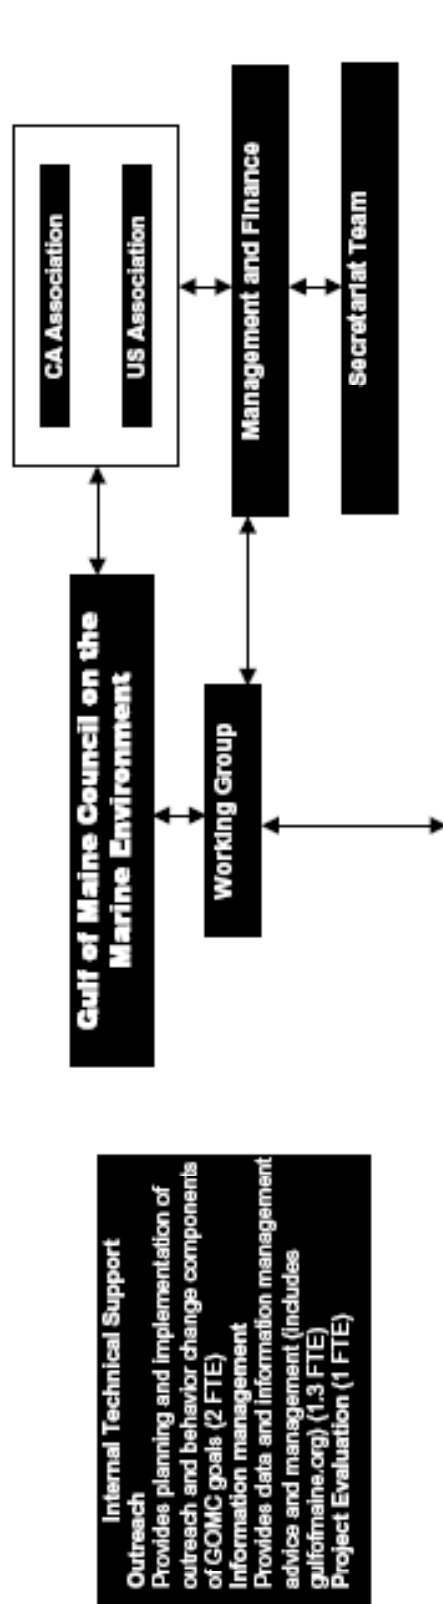 Internal Technical Support
Outreach
Provides planning and implementation of
outreach and behavior change components
of GOMC goals (2 FTE)
Information management
Provides data and information management
advice and management (includes
gulfofmaine.org) (1.3 FTE)
Project Evaluation (1 FTE)
Gulf of Maine Council on the
Marine Environment
Working Group
CA Association
US Association
Management and Finance
Secretariat Team